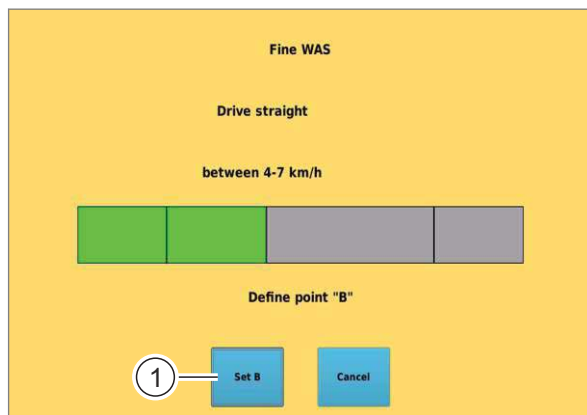 Fine WAS
Drive straight
between 4-7 km/h
Define point "B"
1
Set B
Cancel